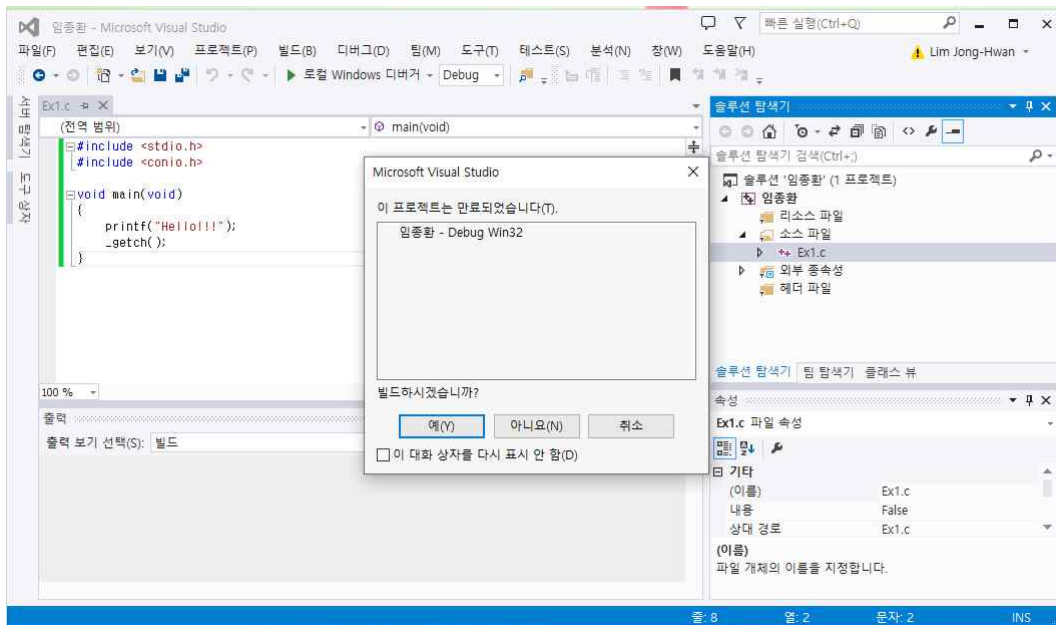 임종환 - Microsoft Visual Studio
빠른 실행(Ctrl+Q)
파일(F) 편집(E) 보기(V) 프로젝트(P) 빌드(B) 디버그(D) 팀(M) 도구(T) 테스트(S) 분석(N) 창(W) 도움말(H)
Lim Jong-Hwan
로컬 Windows 디버거 Debug
서버 탐색기
도구 상자
Ex1.c
(전역 범위)
main(void)
#include <stdio.h>
#include <conio.h>
void main(void)
{
printf("Hello!!!");
_getch();
}
100 %
출력
출력 보기 선택(S): 빌드
Microsoft Visual Studio
이 프로젝트는 만료되었습니다(T).
임종환 - Debug Win32
빌드하시겠습니까?
예(Y) 아니요(N) 취소
이 대화 상자를 다시 표시 안 함(D)
솔루션 탐색기
솔루션 탐색기 검색(Ctrl+;)
솔루션 '임종환' (1 프로젝트)
임종환
리소스 파일
소스 파일
Ex1.c
외부 종속성
헤더 파일
솔루션 탐색기 팀 탐색기 클래스 뷰
속성
Ex1.c 파일 속성
기타
(이름) Ex1.c
내용 False
상대 경로 Ex1.c
(이름)
파일 개체의 이름을 지정합니다.
줄: 8 열: 2 문자: 2 INS